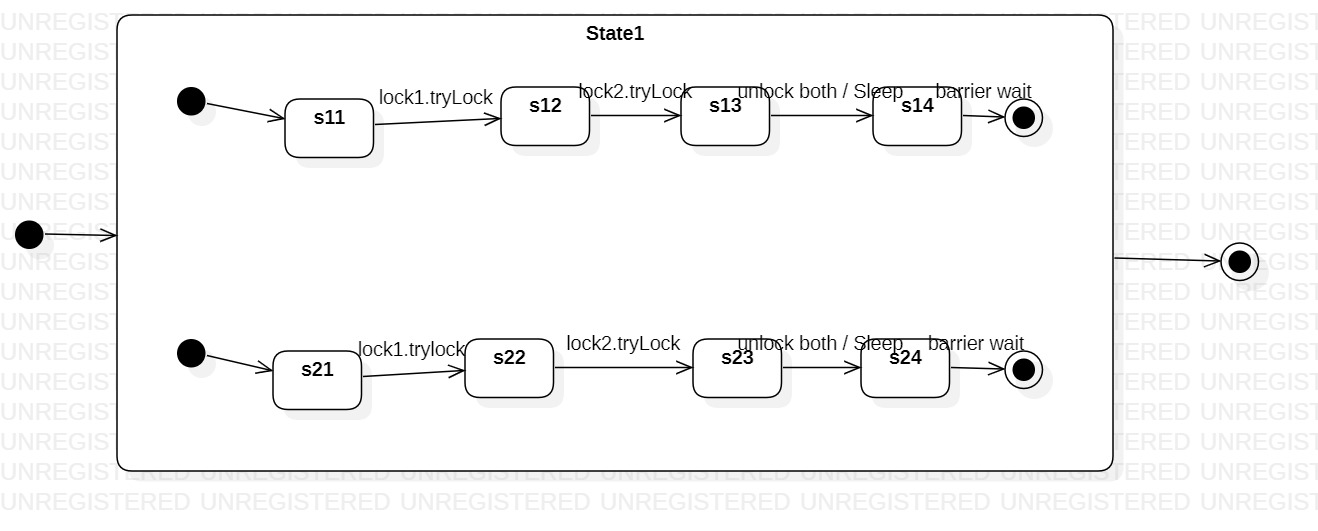 State1
lock1.tryLock
lock2.tryLock
unlock both / Sleep
barrier wait
s11
s12
s13
s14
lock1.trylock
lock2.tryLock
unlock both / Sleep
barrier wait
s21
s22
s23
s24
UNREGISTERED UNREGISTERED UNREGISTERED UNREGISTERED UNREGISTERED UNREGISTERED UNREGIST